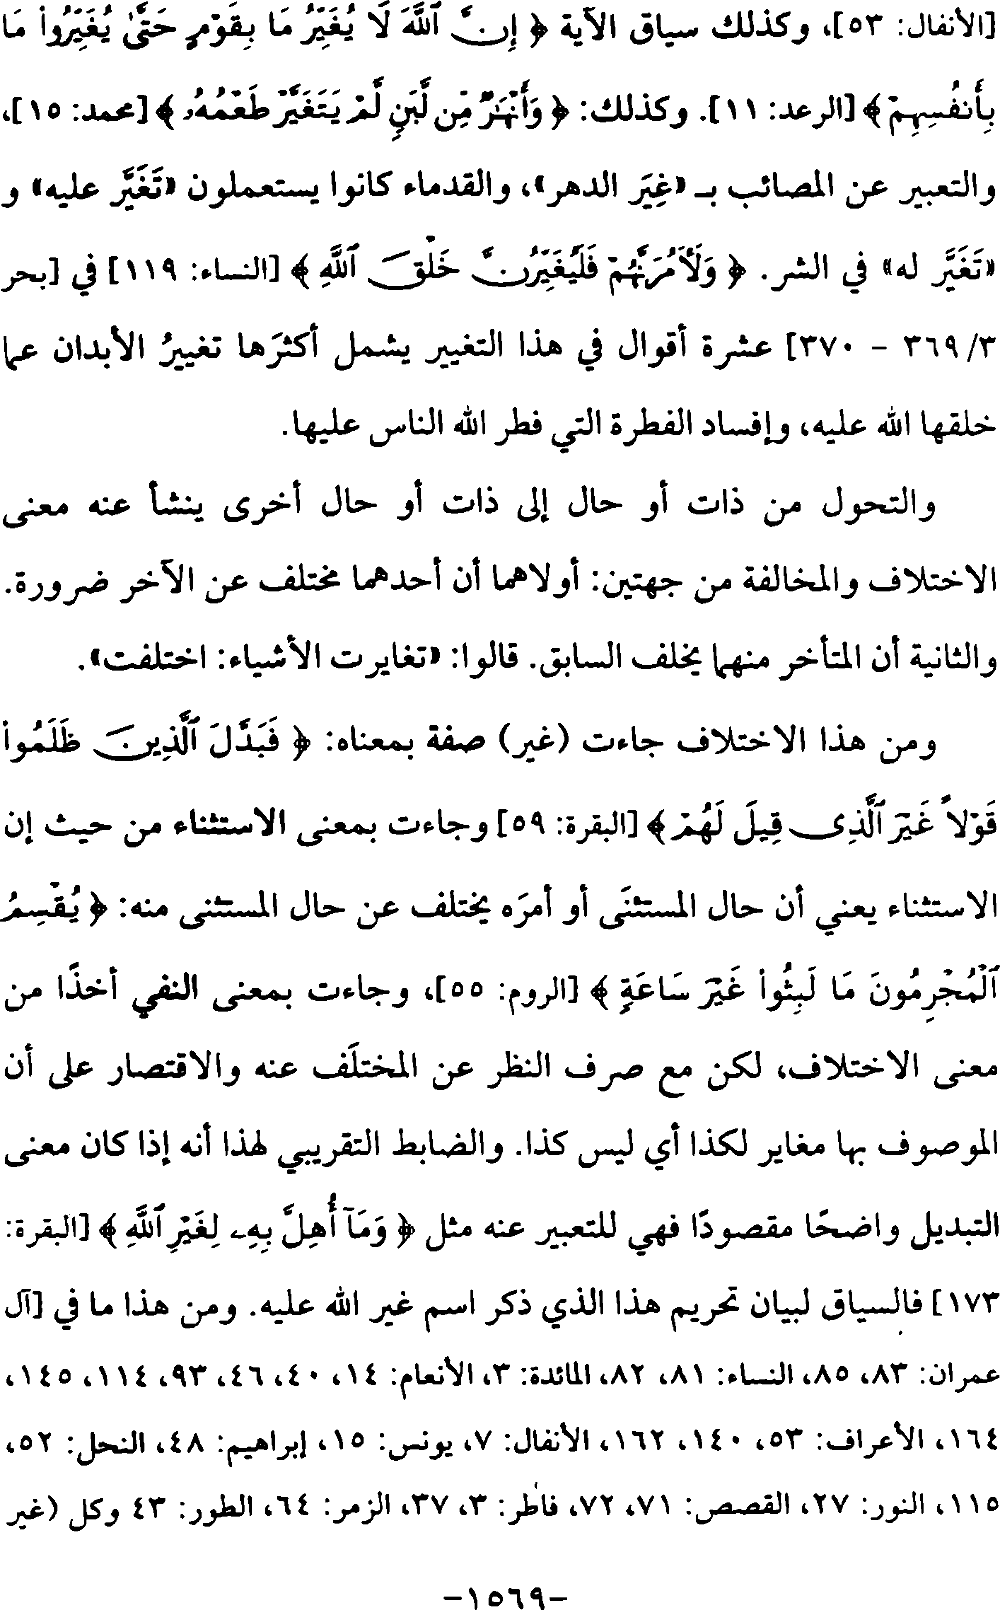 [الأنفال: ٥٣]، وكذلك سياق الآية ﴿ إِنَّ ٱللَّهَ لَا يُغَيِّرُ مَا بِقَوْمٍ حَتَّىٰ يُغَيِّرُوا۟ مَا
بِأَنفُسِهِمْ ﴾ [الرعد: ١١]. وكذلك: ﴿ وَأَنْهَـٰرٌ مِّن لَّبَنٍ لَّمْ يَتَغَيَّرْ طَعْمُهُۥ ﴾ [محمد: ١٥]،
والتعبير عن المصائب بـ «غِيَر الدهر»، والقدماء كانوا يستعملون «تَغَيَّر عليه» و
«تَغَيَّر له» في الشر. ﴿ وَلَـَٔامُرَنَّهُمْ فَلَيُغَيِّرُنَّ خَلْقَ ٱللَّهِ ﴾ [النساء: ١١٩] في [بحر
٣/ ٣٦٩ - ٣٧٠] عشرة أقوال في هذا التغيير يشمل أكثرَها تغييرُ الأبدان عما
خلقها الله عليه، وإفساد الفطرة التي فطر الله الناس عليها.
والتحول من ذات أو حال إلى ذات أو حال أخرى ينشأ عنه معنى
الاختلاف والمخالفة من جهتين: أولاهما أن أحدهما مختلف عن الآخر ضرورة.
والثانية أن المتأخر منهما يخلف السابق. قالوا: «تغايرت الأشياء: اختلفت».
ومن هذا الاختلاف جاءت (غير) صفة بمعناه: ﴿ فَبَدَّلَ ٱلَّذِينَ ظَلَمُوا۟
قَوْلاً غَيْرَ ٱلَّذِى قِيلَ لَهُمْ ﴾ [البقرة: ٥٩] وجاءت بمعنى الاستثناء من حيث إن
الاستثناء يعني أن حال المستثنَى أو أمرَه يختلف عن حال المستثنى منه: ﴿ يُقْسِمُ
ٱلْمُجْرِمُونَ مَا لَبِثُوا۟ غَيْرَ سَاعَةٍ ﴾ [الروم: ٥٥]، وجاءت بمعنى النفي أخذًا من
معنى الاختلاف، لكن مع صرف النظر عن المختلَف عنه والاقتصار على أن
الموصوف بها مغاير لكذا أي ليس كذا. والضابط التقريبي لهذا أنه إذا كان معنى
التبديل واضحًا مقصودًا فهي للتعبير عنه مثل ﴿ وَمَآ أُهِلَّ بِهِۦ لِغَيْرِ ٱللَّهِ ﴾ [البقرة:
١٧٣] فالسياق لبيان تحريم هذا الذي ذكر اسم غير الله عليه. ومن هذا ما في [آل
عمران: ٨٣، ٨٥، النساء: ٨١، ٨٢، المائدة: ٣، الأنعام: ١٤، ٤٠، ٤٦، ٩٣، ١١٤، ١٤٥،
١٦٤، الأعراف: ٥٣، ١٤٠، ١٦٢، الأنفال: ٧، يونس: ١٥، إبراهيم: ٤٨، النحل: ٥٢،
١١٥، النور: ٢٧، القصص: ٧١، ٧٢، فاطر: ٣، ٣٧، الزمر: ٦٤، الطور: ٤٣ وكل (غير
-١٥٦٩-